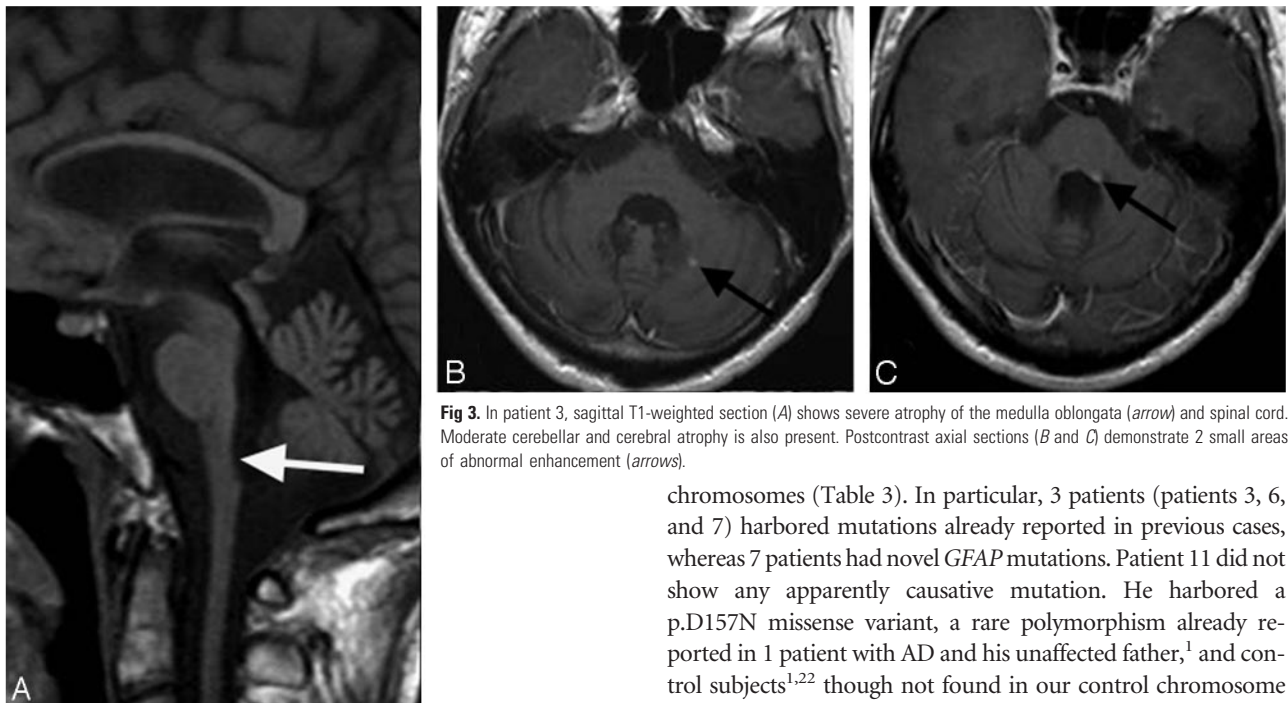 A
B
C
Fig 3. In patient 3, sagittal T1-weighted section (A) shows severe atrophy of the medulla oblongata (arrow) and spinal cord.
Moderate cerebellar and cerebral atrophy is also present. Postcontrast axial sections (B and C) demonstrate 2 small areas
of abnormal enhancement (arrows).
chromosomes (Table 3). In particular, 3 patients (patients 3, 6,
and 7) harbored mutations already reported in previous cases,
whereas 7 patients had novel GFAP mutations. Patient 11 did not
show any apparently causative mutation. He harbored a
p.D157N missense variant, a rare polymorphism already re-
ported in 1 patient with AD and his unaffected father,1 and con-
trol subjects1,22 though not found in our control chromosome